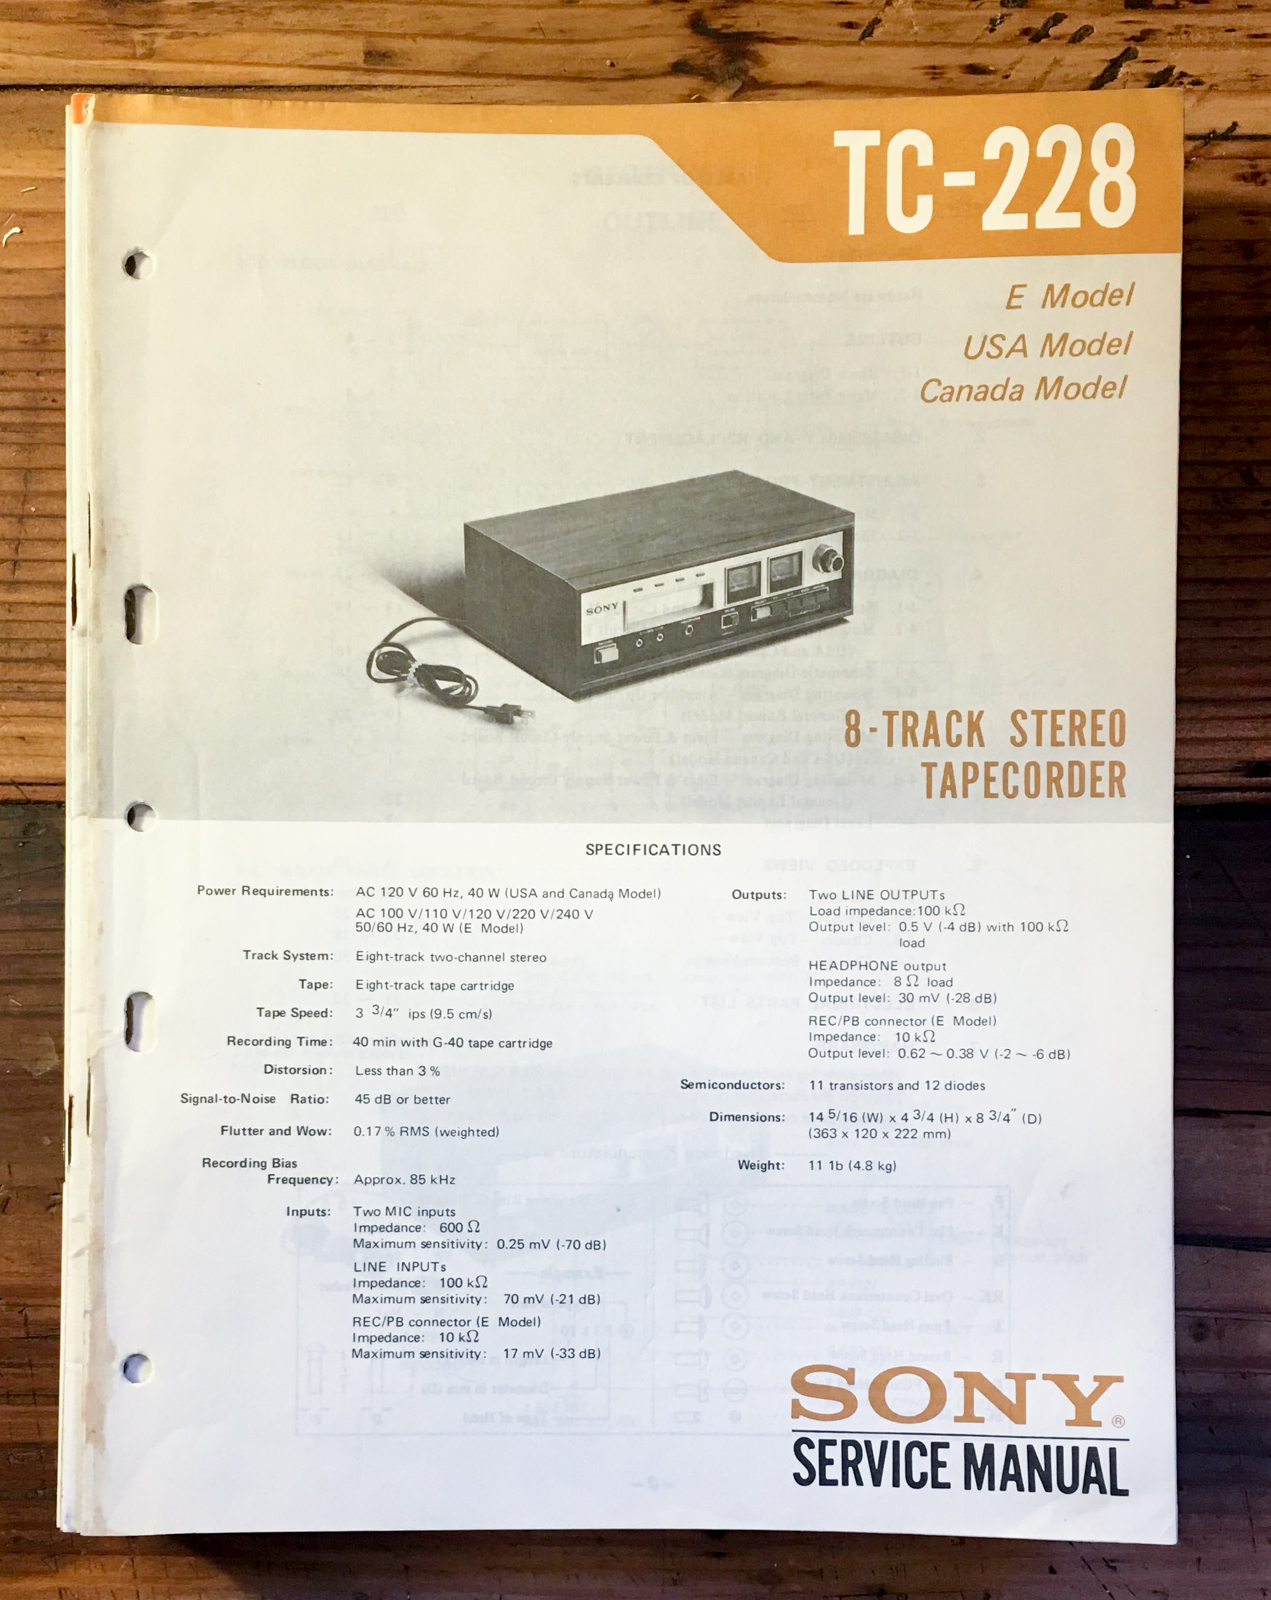 TC-228
E Model
USA Model
Canada Model
SONY
8-TRACK STEREO
TAPECORDER
SPECIFICATIONS
Power Requirements: AC 120 V 60 Hz, 40 W (USA and Canada Model)
AC 100 V/110 V/120 V/220 V/240 V
50/60 Hz, 40 W (E Model)
Track System: Eight-track two-channel stereo
Tape: Eight-track tape cartridge
Tape Speed: 3 3/4" ips (9.5 cm/s)
Recording Time: 40 min with G-40 tape cartridge
Distorsion: Less than 3 %
Signal-to-Noise Ratio: 45 dB or better
Flutter and Wow: 0.17 % RMS (weighted)
Recording Bias
Frequency: Approx. 85 kHz
Inputs: Two MIC inputs
Impedance: 600 Ω
Maximum sensitivity: 0.25 mV (-70 dB)
LINE INPUTs
Impedance: 100 kΩ
Maximum sensitivity: 70 mV (-21 dB)
REC/PB connector (E Model)
Impedance: 10 kΩ
Maximum sensitivity: 17 mV (-33 dB)
Outputs: Two LINE OUTPUTs
Load impedance: 100 kΩ
Output level: 0.5 V (-4 dB) with 100 kΩ
load
HEADPHONE output
Impedance: 8 Ω load
Output level: 30 mV (-28 dB)
REC/PB connector (E Model)
Impedance: 10 kΩ
Output level: 0.62 ~ 0.38 V (-2 ~ -6 dB)
Semiconductors: 11 transistors and 12 diodes
Dimensions: 14 5/16 (W) x 4 3/4 (H) x 8 3/4" (D)
(363 x 120 x 222 mm)
Weight: 11 1b (4.8 kg)
SONY®
SERVICE MANUAL